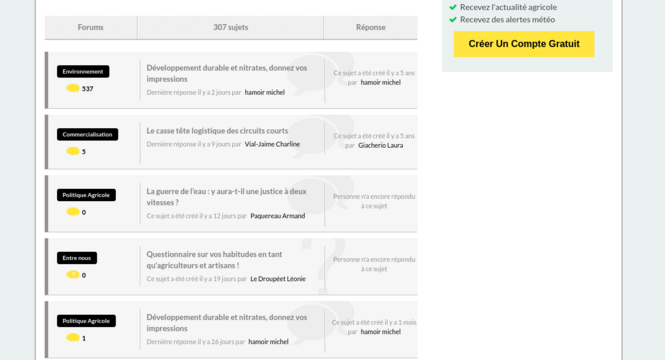 Recevez l'actualité agricole
Recevez des alertes météo
Créer Un Compte Gratuit
Forums
307 sujets
Réponse
Environnement
537
Développement durable et nitrates, donnez vos
impressions
Dernière réponse il y a 2 jours par hamoir michel
Ce sujet a été créé il y a 5 ans
par hamoir michel
Commercialisation
5
Le casse tête logistique des circuits courts
Dernière réponse il y a 9 jours par Vial-Jaime Charline
Ce sujet a été créé il y a 5 ans
par Giacherio Laura
Politique Agricole
0
La guerre de l'eau : y aura-t-il une justice à deux
vitesses ?
Ce sujet a été créé il y a 12 jours par Paquereau Armand
Personne n'a encore répondu
à ce sujet
Entre nous
0
Questionnaire sur vos habitudes en tant
qu'agriculteurs et artisans !
Ce sujet a été créé il y a 19 jours par Le Droupéet Léonie
Personne n'a encore répondu
à ce sujet
Politique Agricole
1
Développement durable et nitrates, donnez vos
impressions
Dernière réponse il y a 26 jours par hamoir michel
Ce sujet a été créé il y a 1 mois
par hamoir michel